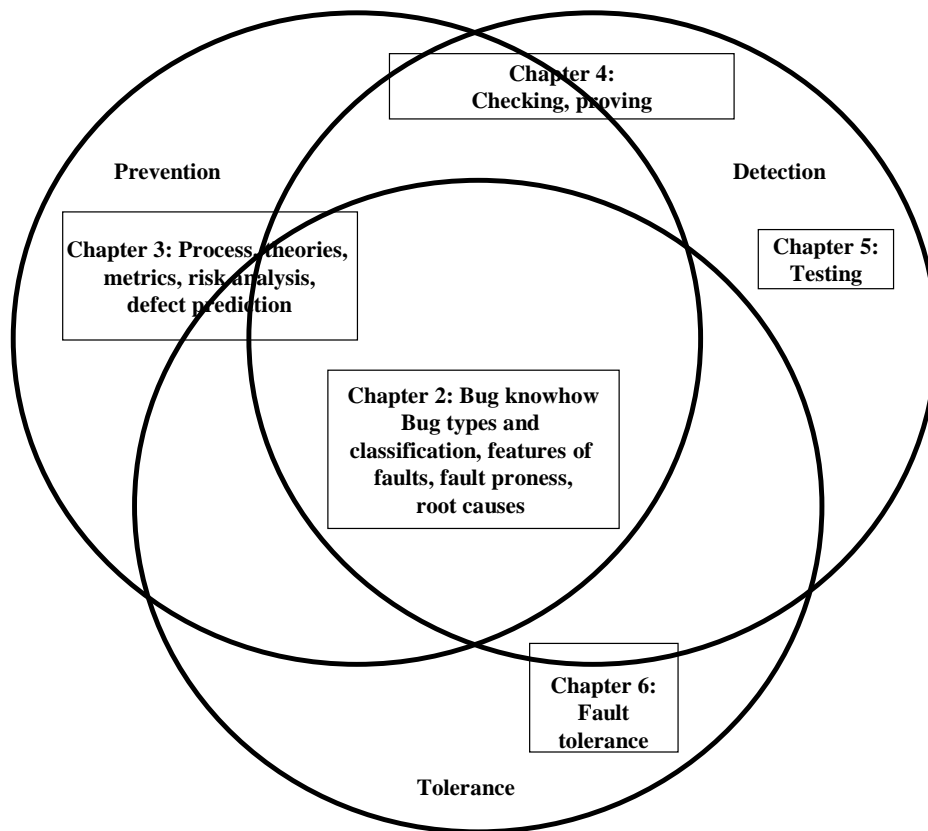 Chapter 4:
Checking, proving
Prevention
Detection
Chapter 3: Process, theories,
metrics, risk analysis,
defect prediction
Chapter 5:
Testing
Chapter 2: Bug knowhow
Bug types and
classification, features of
faults, fault proness,
root causes
Chapter 6:
Fault
tolerance
Tolerance